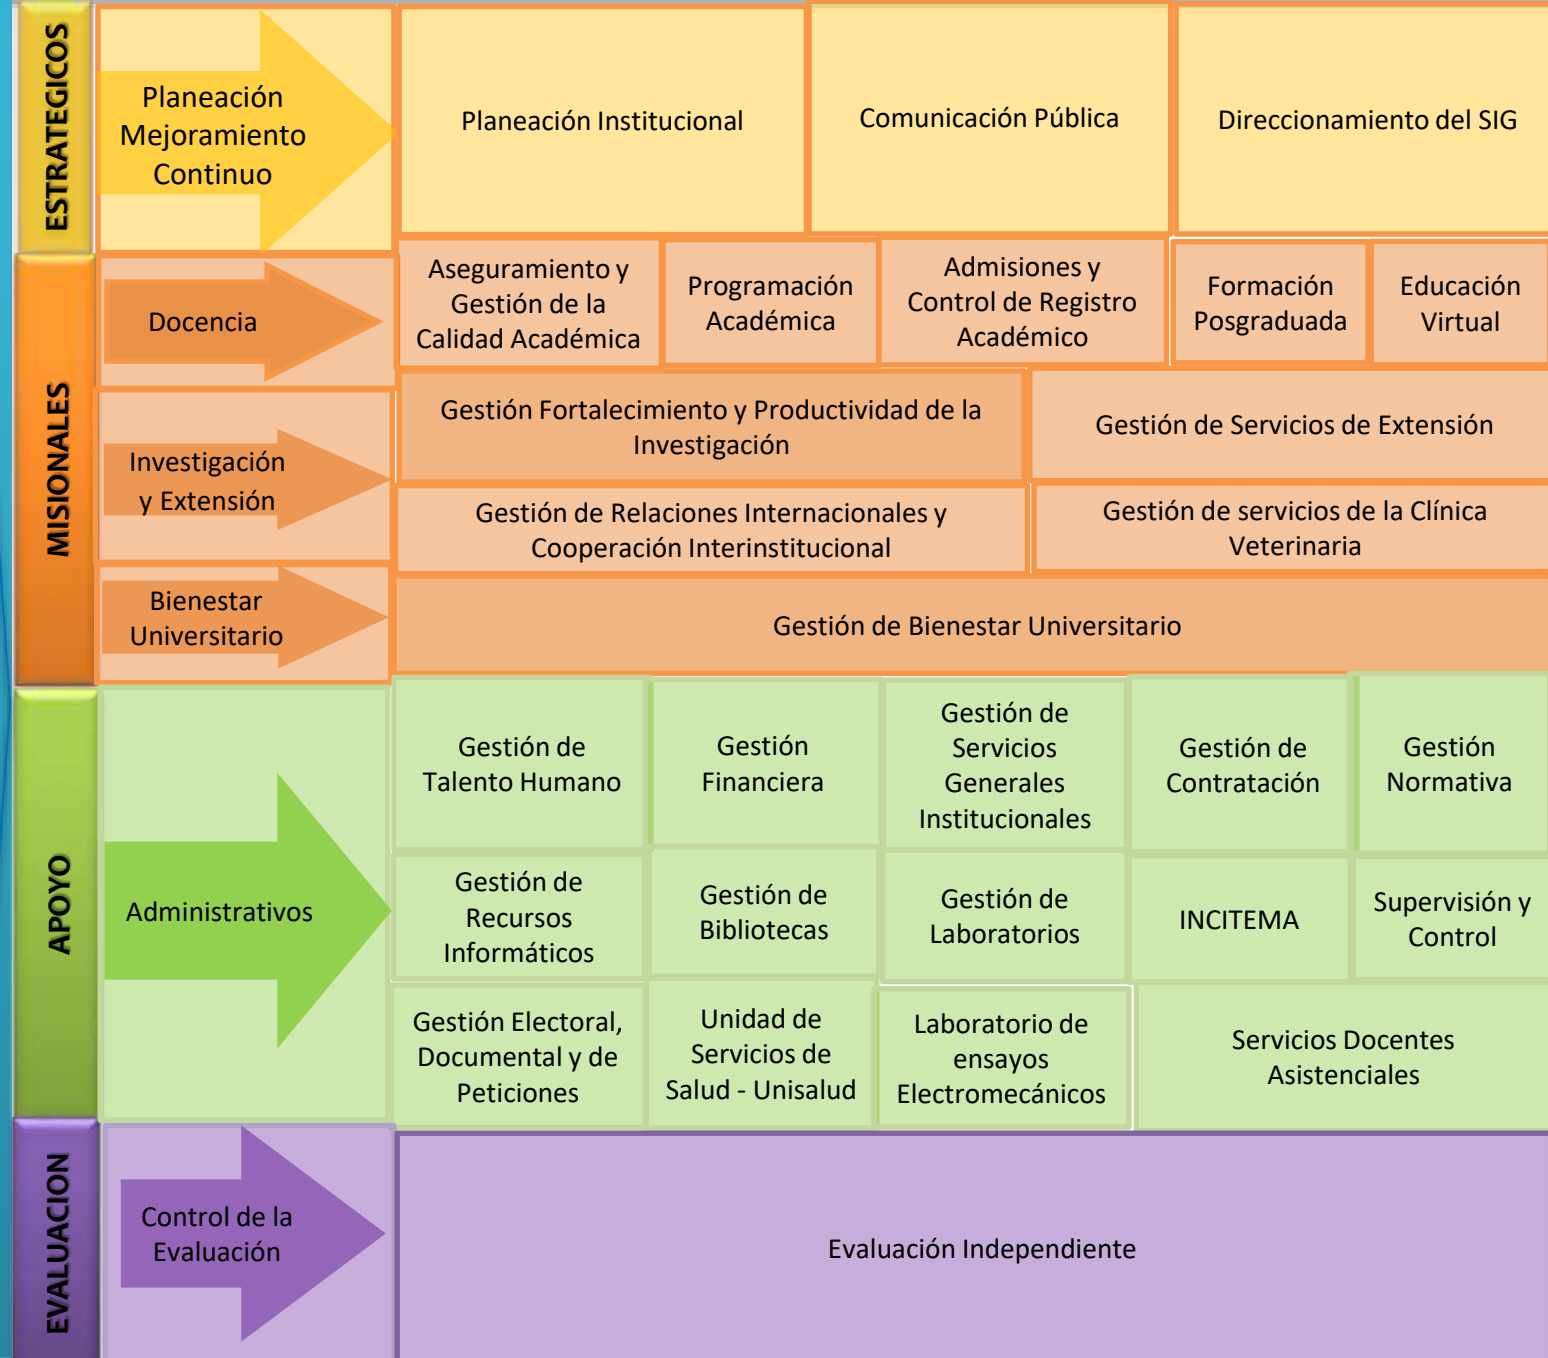 ESTRATEGICOS
Planeación
Mejoramiento
Continuo
Planeación Institucional
Comunicación Pública
Direccionamiento del SIG
MISIONALES
Docencia
Aseguramiento y
Gestión de la
Calidad Académica
Programación
Académica
Admisiones y
Control de Registro
Académico
Formación
Posgraduada
Educación
Virtual
Investigación
y Extensión
Gestión Fortalecimiento y Productividad de la
Investigación
Gestión de Servicios de Extensión
Gestión de Relaciones Internacionales y
Cooperación Interinstitucional
Gestión de servicios de la Clínica
Veterinaria
Bienestar
Universitario
Gestión de Bienestar Universitario
APOYO
Administrativos
Gestión de
Talento Humano
Gestión
Financiera
Gestión de
Servicios
Generales
Institucionales
Gestión de
Contratación
Gestión
Normativa
Gestión de
Recursos
Informáticos
Gestión de
Bibliotecas
Gestión de
Laboratorios
INCITEMA
Supervisión y
Control
Gestión Electoral,
Documental y de
Peticiones
Unidad de
Servicios de
Salud - Unisalud
Laboratorio de
ensayos
Electromecánicos
Servicios Docentes
Asistenciales
EVALUACION
Control de la
Evaluación
Evaluación Independiente